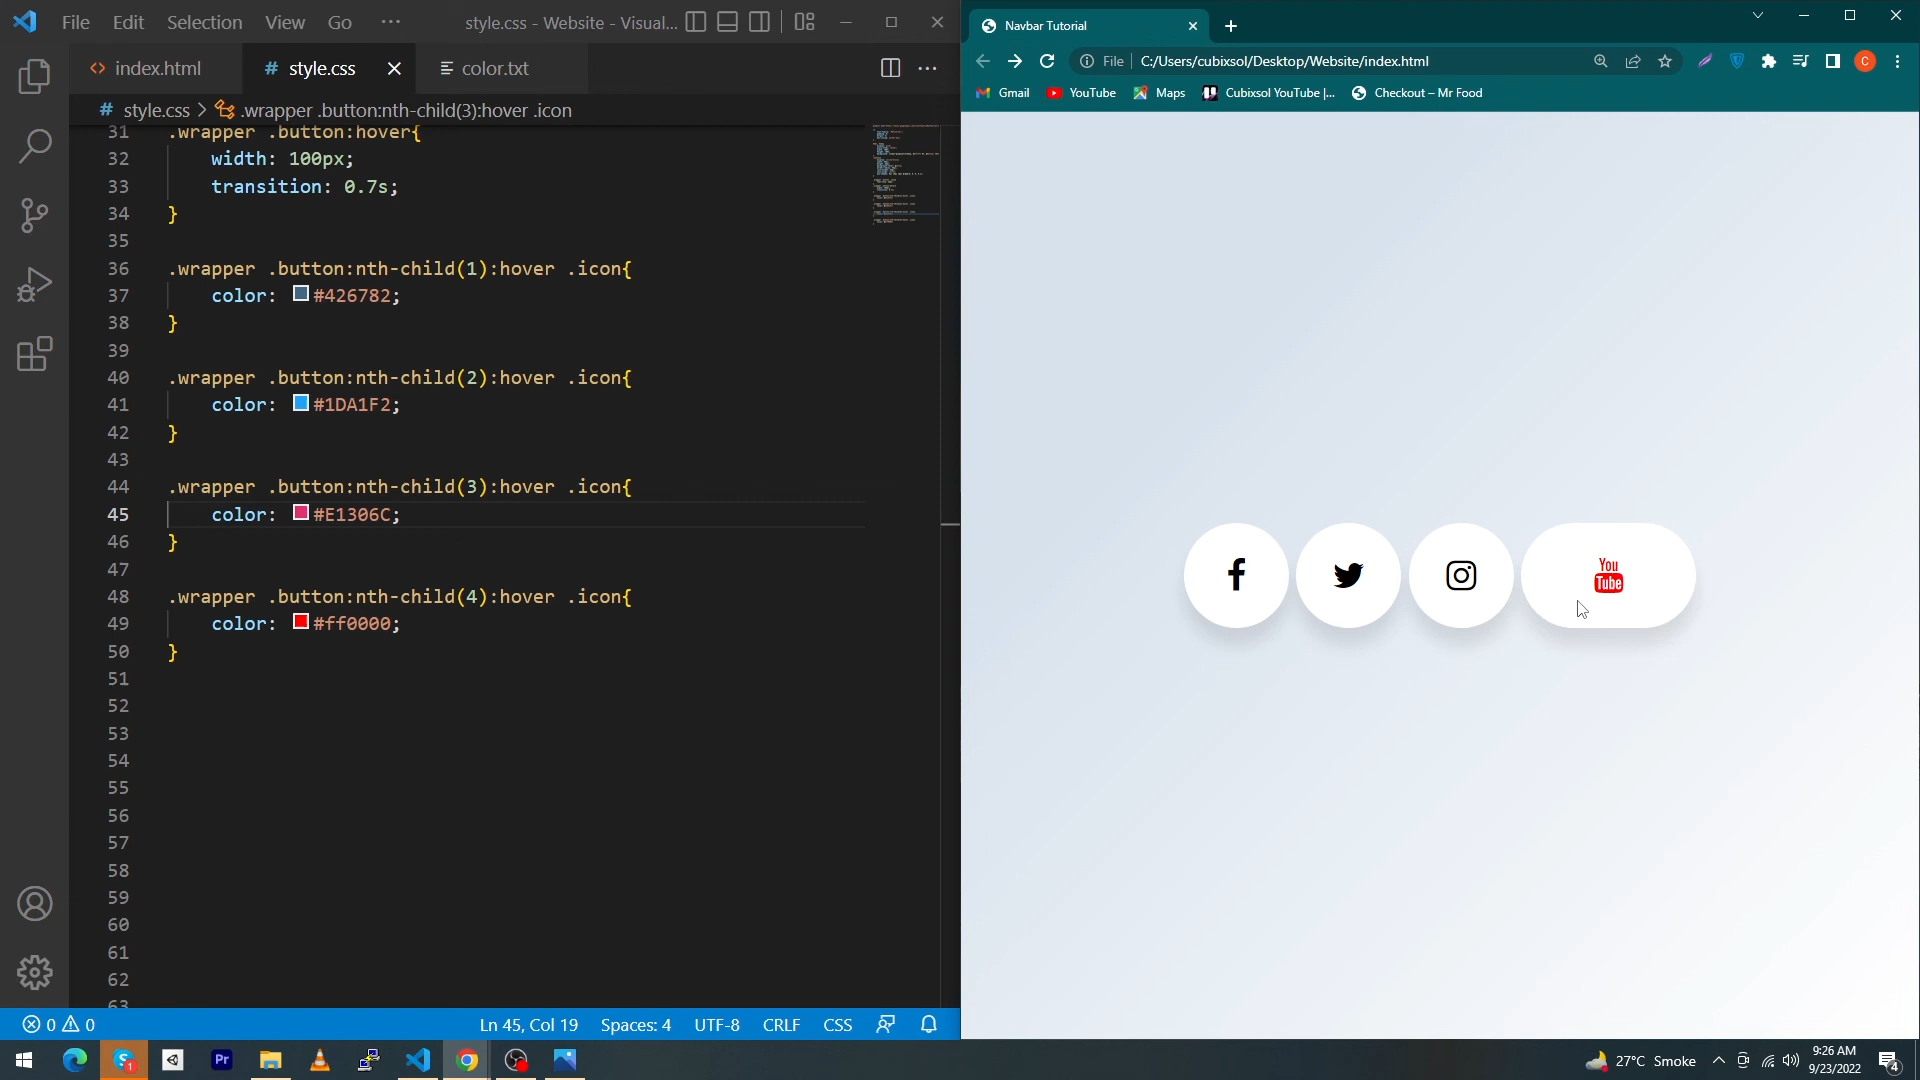 File Edit Selection View Go ··· style.css - Website - Visual...
index.html style.css color.txt
style.css > .wrapper .button:nth-child(3):hover .icon
31 .wrapper .button:hover{
32 width: 100px;
33 transition: 0.7s;
34 }
35
36 .wrapper .button:nth-child(1):hover .icon{
37 color: #426782;
38 }
39
40 .wrapper .button:nth-child(2):hover .icon{
41 color: #1DA1F2;
42 }
43
44 .wrapper .button:nth-child(3):hover .icon{
45 color: #E1306C;
46 }
47
48 .wrapper .button:nth-child(4):hover .icon{
49 color: #ff0000;
50 }
51
52
53
54
55
56
57
58
59
60
61
62
63
0 0 Ln 45, Col 19 Spaces: 4 UTF-8 CRLF CSS
Navbar Tutorial
File C:/Users/cubixsol/Desktop/Website/index.html
C
Gmail YouTube Maps Cubixsol YouTube |... Checkout – Mr Food
You
Tube
1 Pr 27°C Smoke 9:26 AM
9/23/2022 4